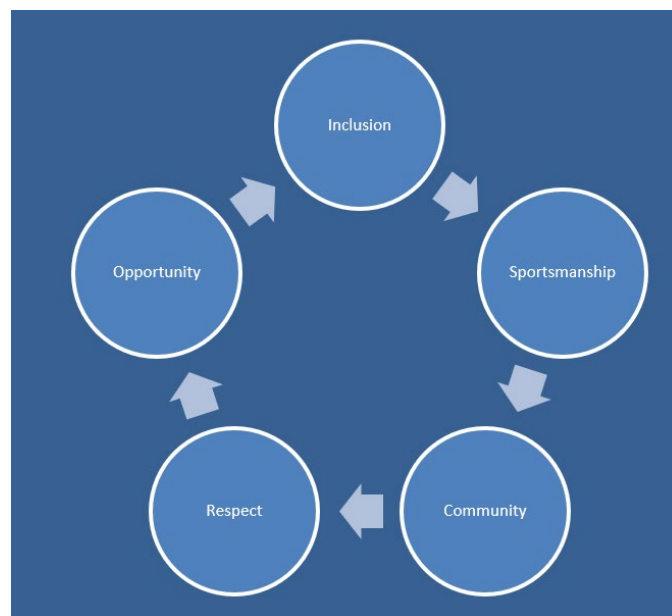 Inclusion
Sportsmanship
Community
Respect
Opportunity